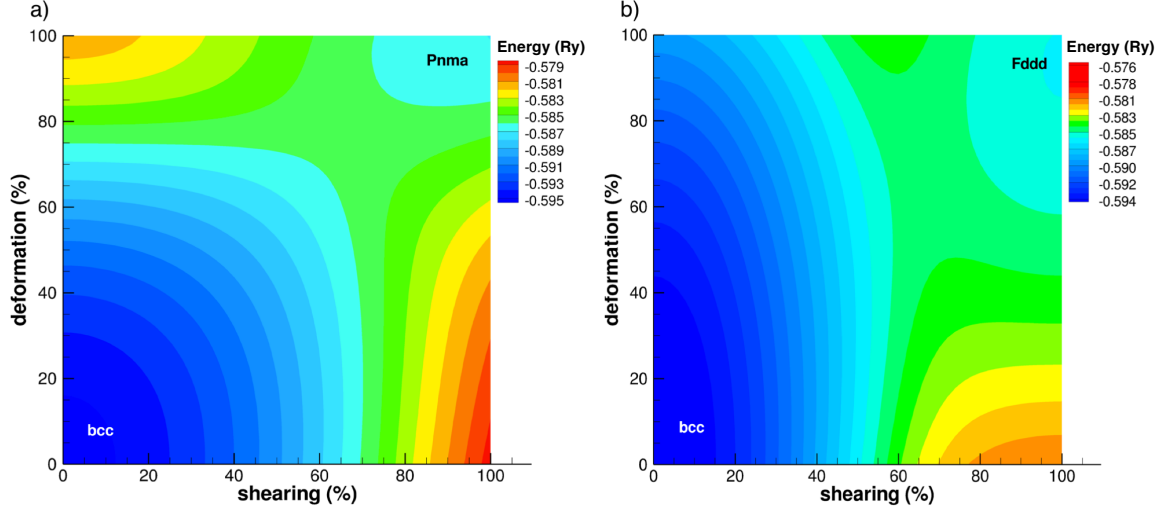 a)
100
80
60
40
20
0
deformation (%)
0 20 40 60 80 100
shearing (%)
Pnma
bcc
Energy (Ry)
-0.579
-0.581
-0.583
-0.585
-0.587
-0.589
-0.591
-0.593
-0.595
b)
100
80
60
40
20
0
deformation (%)
0 20 40 60 80 100
shearing (%)
Fddd
bcc
Energy (Ry)
-0.576
-0.578
-0.581
-0.583
-0.585
-0.587
-0.590
-0.592
-0.594